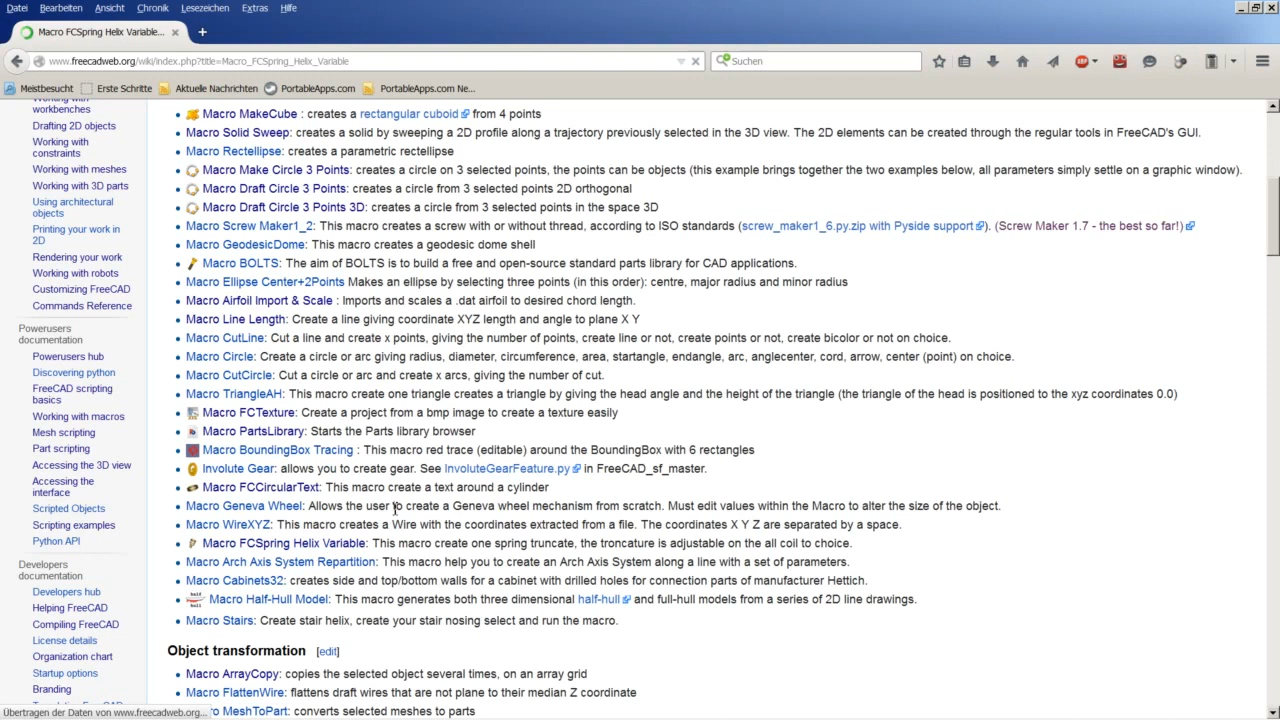 Datei Bearbeiten Ansicht Chronik Lesezeichen Extras Hilfe
Macro FCSpring Helix Variable...
www.freecadweb.org/wiki/index.php?title=Macro_FCSpring_Helix_Variable
Suchen
Meistbesucht Erste Schritte Aktuelle Nachrichten PortableApps.com PortableApps.com Ne...
Working with
workbenches
Drafting 2D objects
Working with
constraints
Working with meshes
Working with 3D parts
Using architectural
objects
Printing your work in
2D
Rendering your work
Working with robots
Customizing FreeCAD
Commands Reference
Powerusers
documentation
Powerusers hub
Discovering python
FreeCAD scripting
basics
Working with macros
Mesh scripting
Part scripting
Accessing the 3D view
Accessing the
interface
Scripted Objects
Scripting examples
Python API
Developers
documentation
Developers hub
Helping FreeCAD
Compiling FreeCAD
License details
Organization chart
Startup options
Branding
Macro MakeCube : creates a rectangular cuboid from 4 points
Macro Solid Sweep: creates a solid by sweeping a 2D profile along a trajectory previously selected in the 3D view. The 2D elements can be created through the regular tools in FreeCAD's GUI.
Macro Rectellipse: creates a parametric rectellipse
Macro Make Circle 3 Points: creates a circle on 3 selected points, the points can be objects (this example brings together the two examples below, all parameters simply settle on a graphic window).
Macro Draft Circle 3 Points: creates a circle from 3 selected points 2D orthogonal
Macro Draft Circle 3 Points 3D: creates a circle from 3 selected points in the space 3D
Macro Screw Maker1_2: This macro creates a screw with or without thread, according to ISO standards (screw_maker1_6.py.zip with Pyside support). (Screw Maker 1.7 - the best so far!)
Macro GeodesicDome: This macro creates a geodesic dome shell
Macro BOLTS: The aim of BOLTS is to build a free and open-source standard parts library for CAD applications.
Macro Ellipse Center+2Points Makes an ellipse by selecting three points (in this order): centre, major radius and minor radius
Macro Airfoil Import & Scale : Imports and scales a .dat airfoil to desired chord length.
Macro Line Length: Create a line giving coordinate XYZ length and angle to plane X Y
Macro CutLine: Cut a line and create x points, giving the number of points, create line or not, create points or not, create bicolor or not on choice.
Macro Circle: Create a circle or arc giving radius, diameter, circumference, area, startangle, endangle, arc, anglecenter, cord, arrow, center (point) on choice.
Macro CutCircle: Cut a circle or arc and create x arcs, giving the number of cut.
Macro TriangleAH: This macro create one triangle creates a triangle by giving the head angle and the height of the triangle (the triangle of the head is positioned to the xyz coordinates 0.0)
Macro FCTexture: Create a project from a bmp image to create a texture easily
Macro PartsLibrary: Starts the Parts library browser
Macro BoundingBox Tracing : This macro red trace (editable) around the BoundingBox with 6 rectangles
Involute Gear: allows you to create gear. See InvoluteGearFeature.py in FreeCAD_sf_master.
Macro FCCircularText: This macro create a text around a cylinder
Macro Geneva Wheel: Allows the user to create a Geneva wheel mechanism from scratch. Must edit values within the Macro to alter the size of the object.
Macro WireXYZ: This macro creates a Wire with the coordinates extracted from a file. The coordinates X Y Z are separated by a space.
Macro FCSpring Helix Variable: This macro create one spring truncate, the troncature is adjustable on the all coil to choice.
Macro Arch Axis System Repartition: This macro help you to create an Arch Axis System along a line with a set of parameters.
Macro Cabinets32: creates side and top/bottom walls for a cabinet with drilled holes for connection parts of manufacturer Hettich.
Macro Half-Hull Model: This macro generates both three dimensional half-hull and full-hull models from a series of 2D line drawings.
Macro Stairs: Create stair helix, create your stair nosing select and run the macro.
Object transformation [edit]
Macro ArrayCopy: copies the selected object several times, on an array grid
Macro FlattenWire: flattens draft wires that are not plane to their median Z coordinate
MeshToPart: converts selected meshes to parts
Übertragen der Daten von www.freecadweb.org...